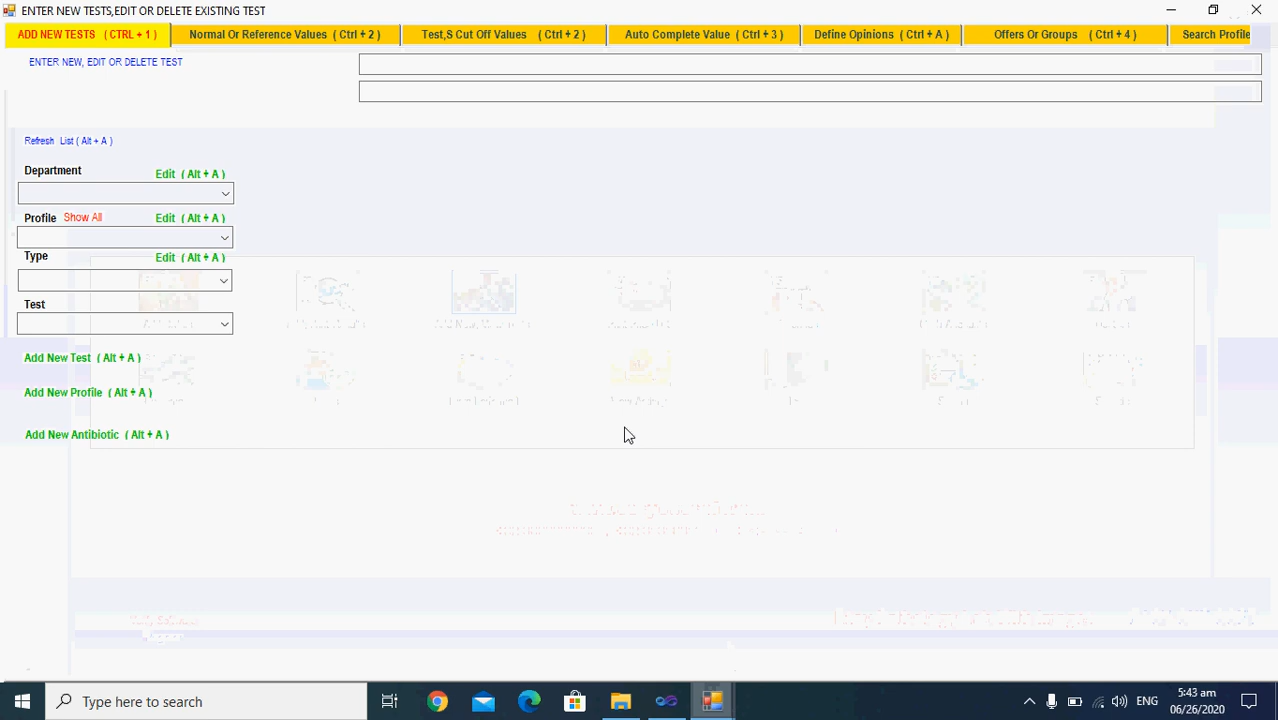 ENTER NEW TESTS,EDIT OR DELETE EXISTING TEST
ADD NEW TESTS ( CTRL + 1 ) Normal Or Reference Values ( Ctrl + 2 ) Test,S Cut Off Values ( Ctrl + 2 ) Auto Complete Value ( Ctrl + 3 ) Define Opinions ( Ctrl + A ) Offers Or Groups ( Ctrl + 4 ) Search Profile
ENTER NEW, EDIT OR DELETE TEST
Refresh List ( Alt + A )
Department Edit ( Alt + A )
Profile Show All Edit ( Alt + A )
Type Edit ( Alt + A )
Test
Add New Test ( Alt + A )
Add New Profile ( Alt + A )
Add New Antibiotic ( Alt + A )
Type here to search
ENG
5:43 am
06/26/2020